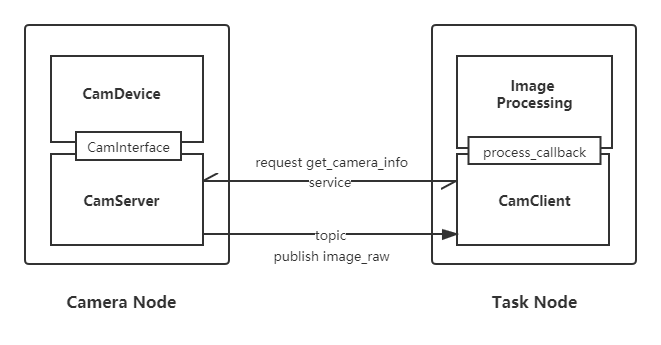 CamDevice
CamInterface
CamServer
Camera Node
request get_camera_info
service
topic
publish image_raw
Image
Processing
process_callback
CamClient
Task Node